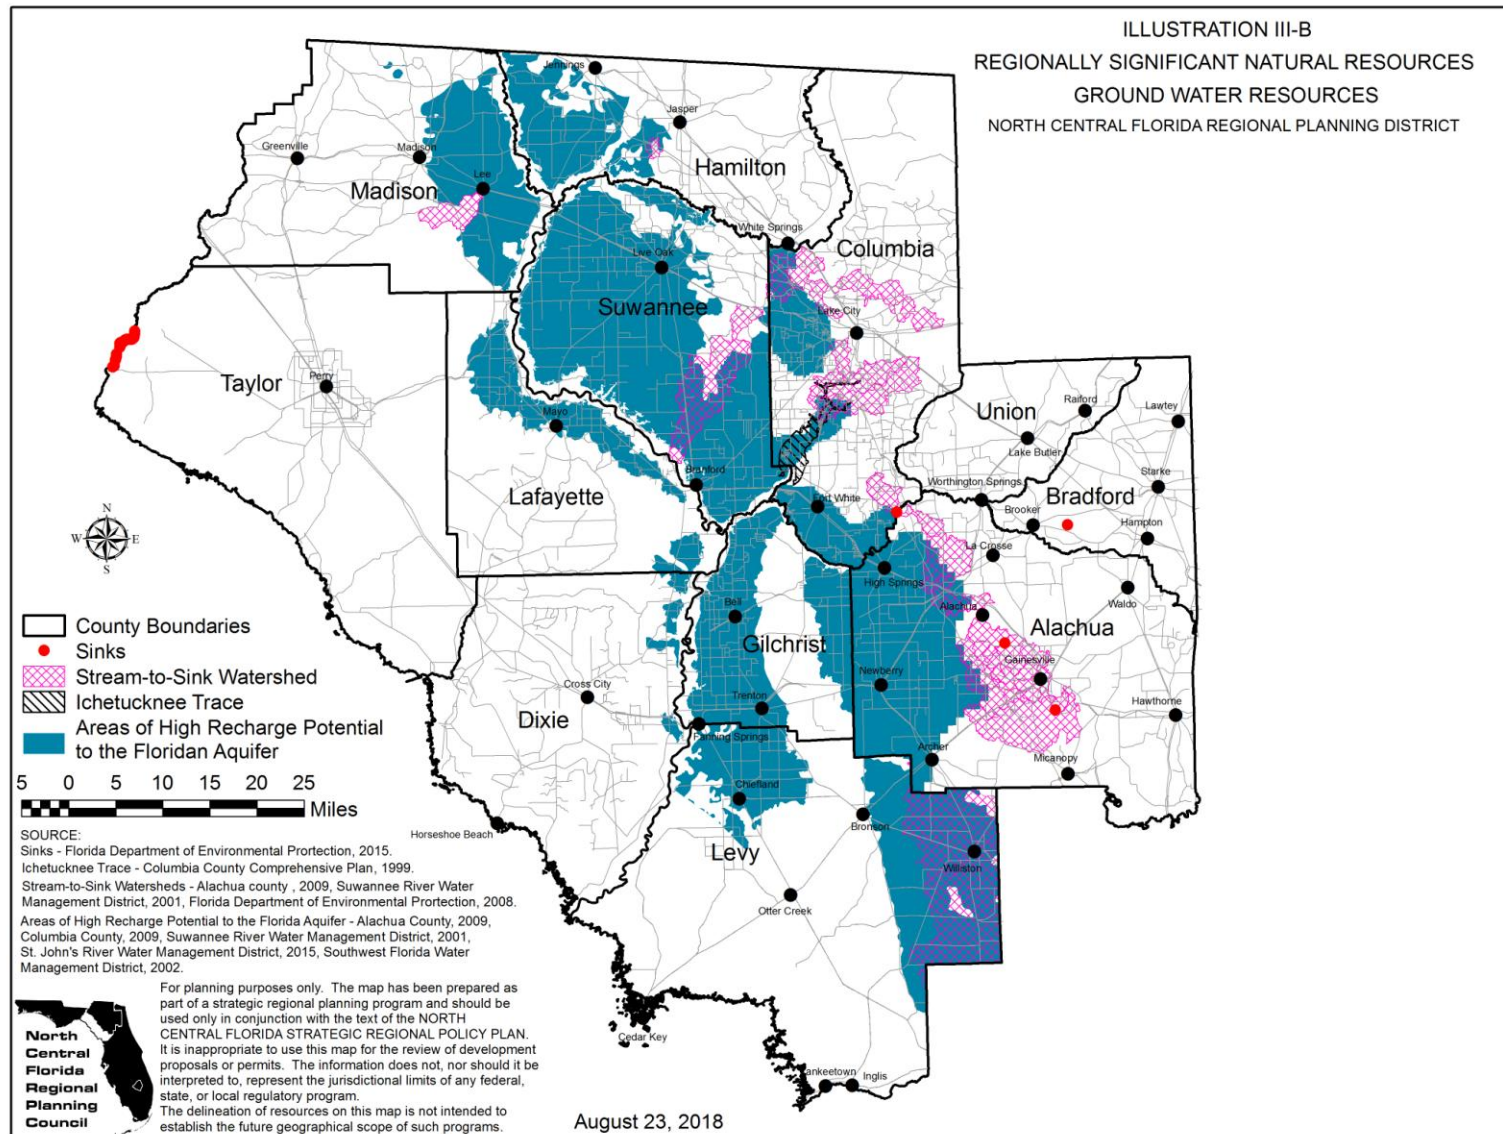 ILLUSTRATION III-B
REGIONALLY SIGNIFICANT NATURAL RESOURCES
GROUND WATER RESOURCES
NORTH CENTRAL FLORIDA REGIONAL PLANNING DISTRICT
Jennings
Jasper
Greenville
Madison
Hamilton
Lee
Madison
White Springs
Columbia
Live Oak
Suwannee
Lake City
Taylor
Perry
Mayo
Union
Raiford
Lawtey
Lake Butler
Branford
Starke
Lafayette
Fort White
Worthington Springs
Bradford
Brooker
Hampton
N
W
E
S
La Crosse
High Springs
Waldo
Bell
Alachua
Alachua
Gilchrist
Gainesville
Newberry
Cross City
Trenton
Hawthorne
Dixie
Fanning Springs
Archer
Micanopy
Chiefland
Bronson
Horseshoe Beach
Levy
Williston
Otter Creek
Cedar Key
ankeetown
Inglis
County Boundaries
Sinks
Stream-to-Sink Watershed
Ichetucknee Trace
Areas of High Recharge Potential
to the Floridan Aquifer
5 0 5 10 15 20 25
Miles
SOURCE:
Sinks - Florida Department of Environmental Prortection, 2015.
Ichetucknee Trace - Columbia County Comprehensive Plan, 1999.
Stream-to-Sink Watersheds - Alachua county , 2009, Suwannee River Water
Management District, 2001, Florida Department of Environmental Prortection, 2008.
Areas of High Recharge Potential to the Florida Aquifer - Alachua County, 2009,
Columbia County, 2009, Suwannee River Water Management District, 2001,
St. John's River Water Management District, 2015, Southwest Florida Water
Management District, 2002.
For planning purposes only. The map has been prepared as
part of a strategic regional planning program and should be
used only in conjunction with the text of the NORTH
CENTRAL FLORIDA STRATEGIC REGIONAL POLICY PLAN.
It is inappropriate to use this map for the review of development
proposals or permits. The information does not, nor should it be
interpreted to, represent the jurisdictional limits of any federal,
state, or local regulatory program.
The delineation of resources on this map is not intended to
establish the future geographical scope of such programs.
North
Central
Florida
Regional
Planning
Council
August 23, 2018